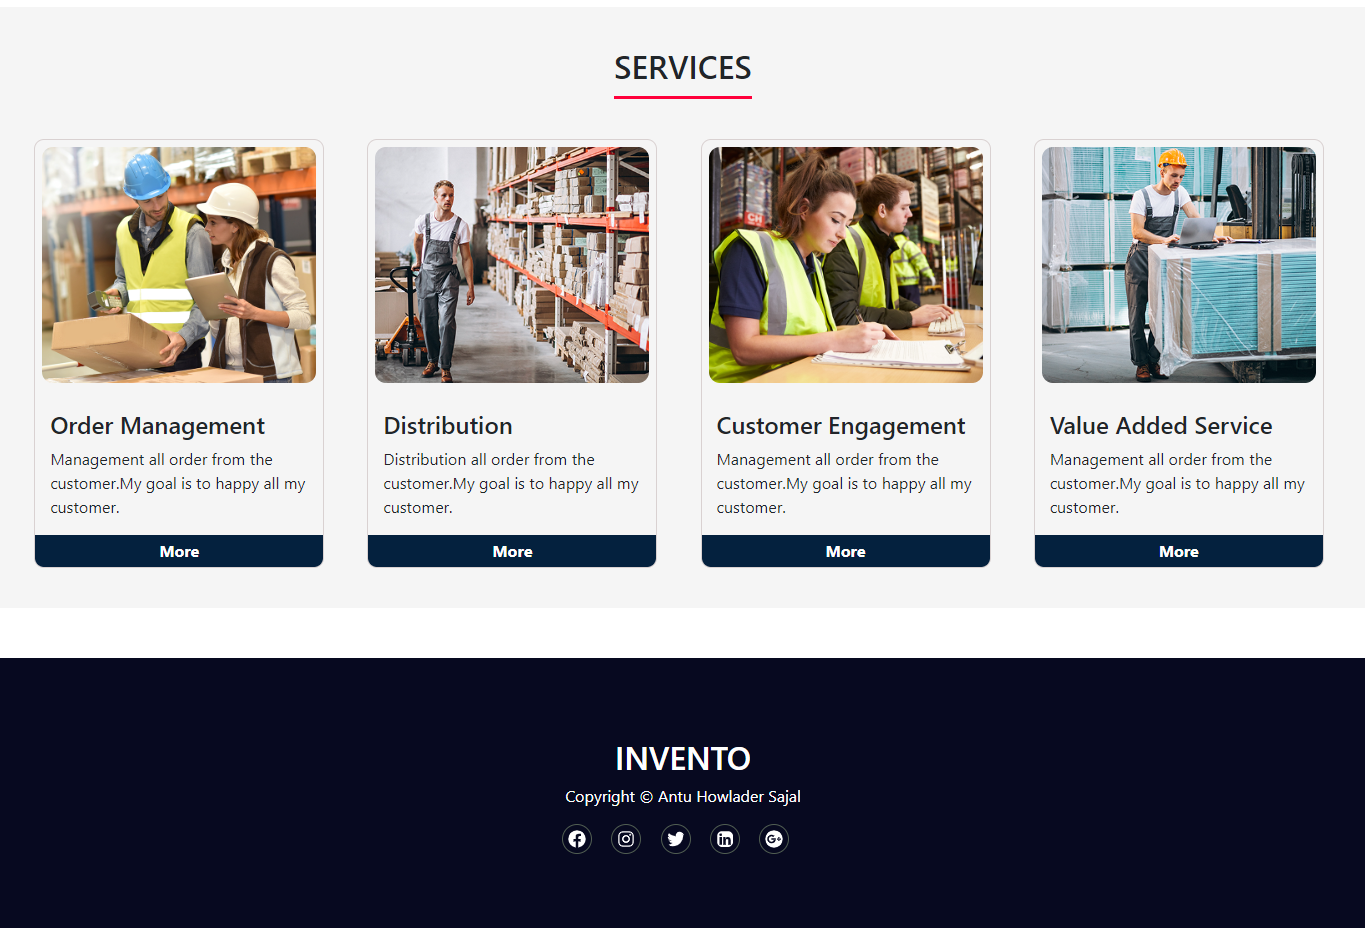 SERVICES
CH
Order Management
Management all order from the
customer.My goal is to happy all my
customer.
More
Distribution
Distribution all order from the
customer.My goal is to happy all my
customer.
More
Customer Engagement
Management all order from the
customer.My goal is to happy all my
customer.
More
Value Added Service
Management all order from the
customer.My goal is to happy all my
customer.
More
INVENTO
Copyright © Antu Howlader Sajal